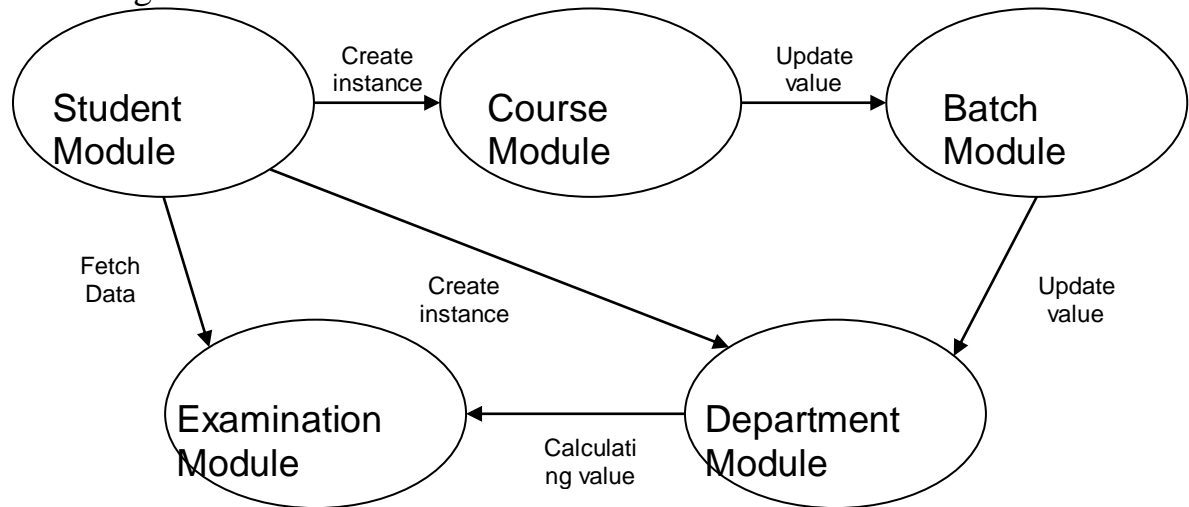 Create
instance
Update
value
Student
Module
Course
Module
Batch
Module
Fetch
Data
Create
instance
Update
value
Examination
Module
Department
Module
Calculati
ng value